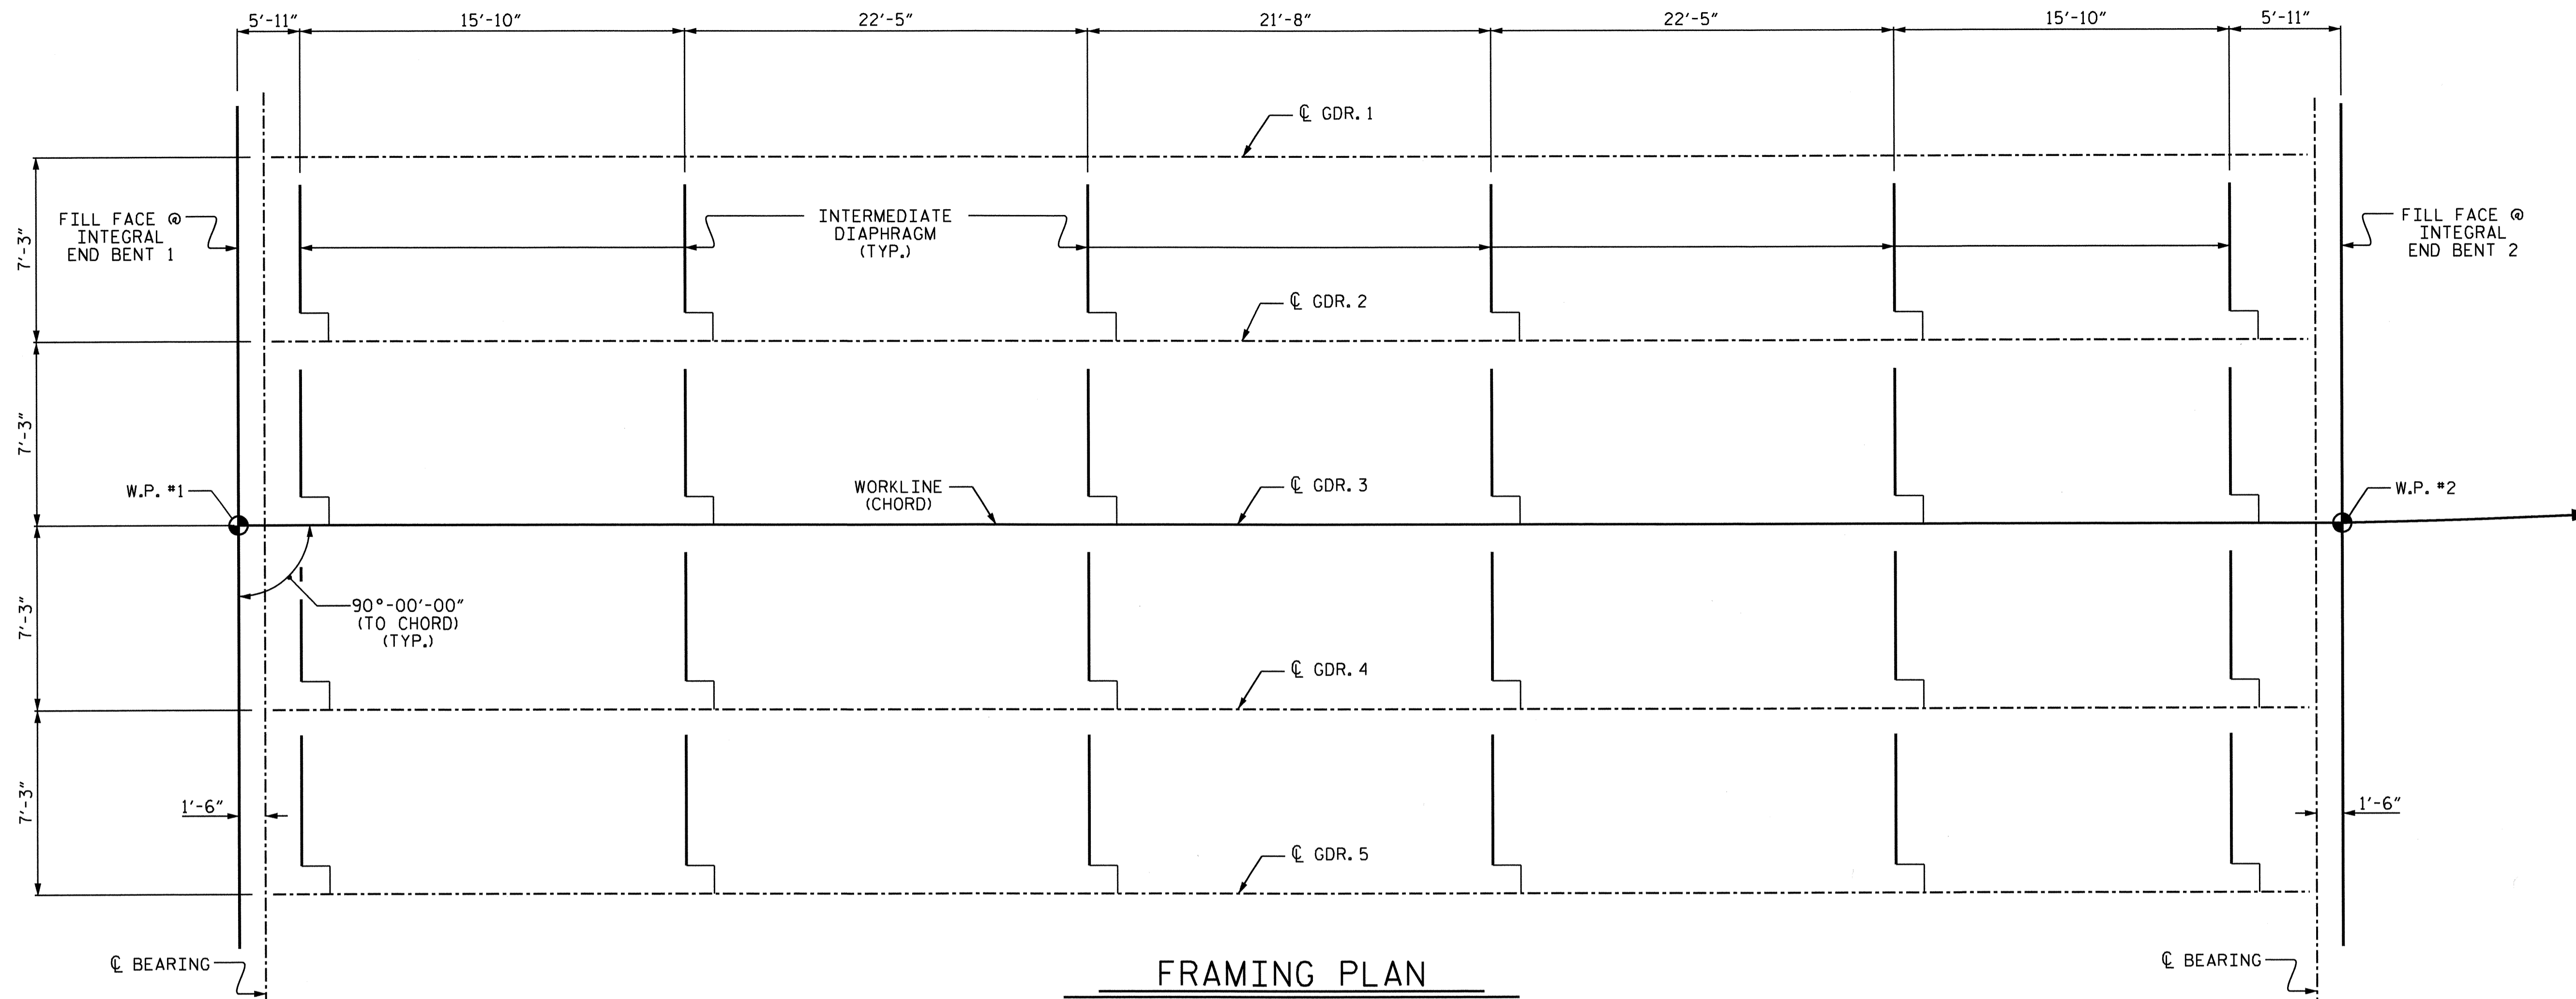 5'-11" 15'-10" 22'-5" 21'-8" 22'-5" 15'-10" 5'-11"
℄ GDR. 1
FILL FACE @
INTEGRAL
END BENT 1
INTERMEDIATE
DIAPHRAGM
(TYP.)
FILL FACE @
INTEGRAL
END BENT 2
7'-3"
℄ GDR. 2
7'-3"
W.P. #1
WORKLINE
(CHORD)
℄ GDR. 3
W.P. #2
90°-00'-00"
(TO CHORD)
(TYP.)
7'-3"
℄ GDR. 4
7'-3"
1'-6"
1'-6"
℄ GDR. 5
℄ BEARING
℄ BEARING
FRAMING PLAN